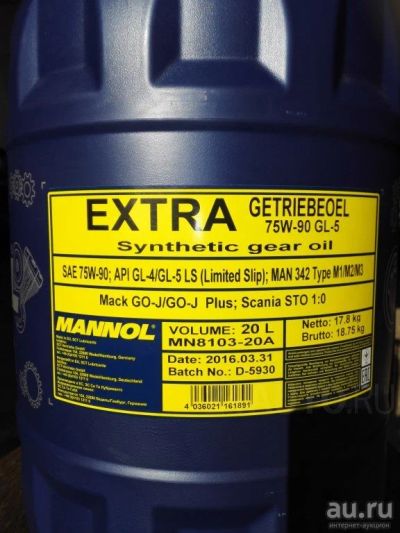 EXTRA GETRIEBEOEL
75W-90 GL-5
Synthetic gear oil
SAE 75W-90; API GL-4/GL-5 LS (Limited Slip); MAN 342 Type M1/M2/M3
Mack GO-J/GO-J Plus; Scania STO 1:0
MANNOL
VOLUME: 20 L
MN8103-20A
Netto: 17.8 kg
Brutto: 18.75 kg
Date: 2016.03.31
Batch No.: D-5930
4 036021 161891
au.ru
интернет-аукцион